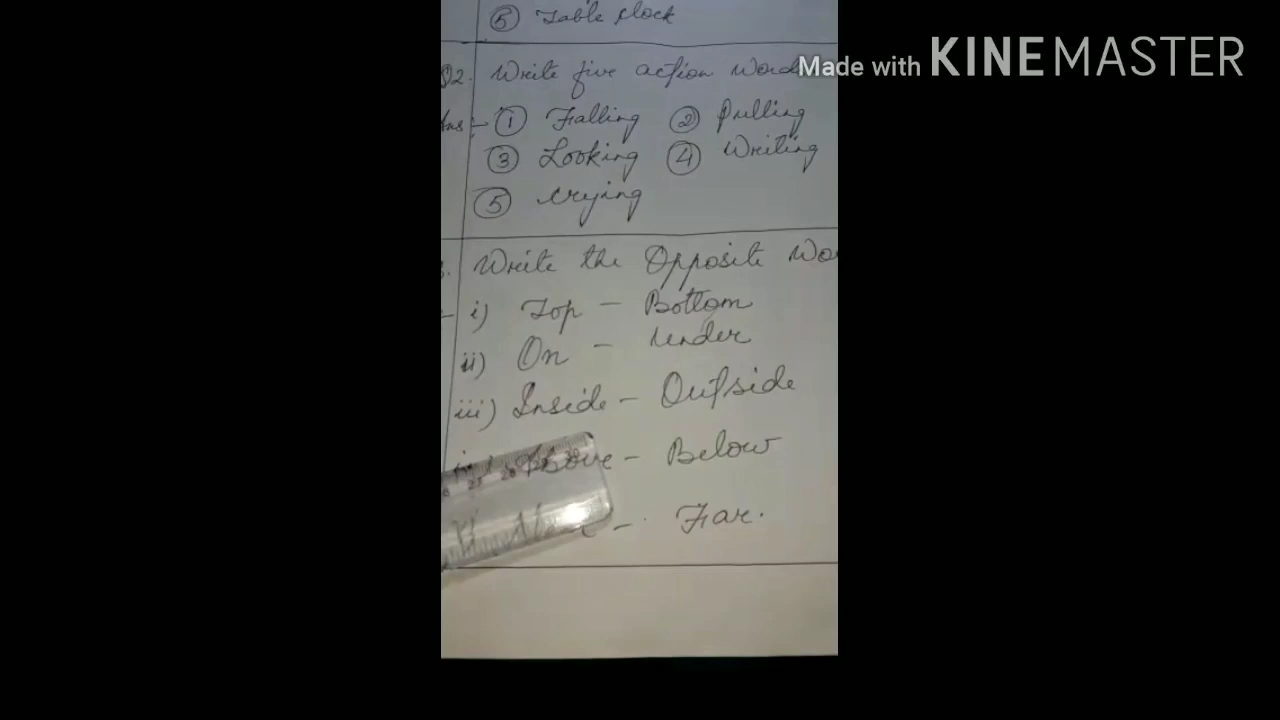 ⑤ Table clock
Made with KINEMASTER
Q2. Write five action words
Ans:- ① Falling ② Pulling
③ Looking ④ Writing
⑤ Crying
Write the Opposite
i) Top - Bottom
ii) On - Under
iii) Inside - Outside
Above - Below
- Far.